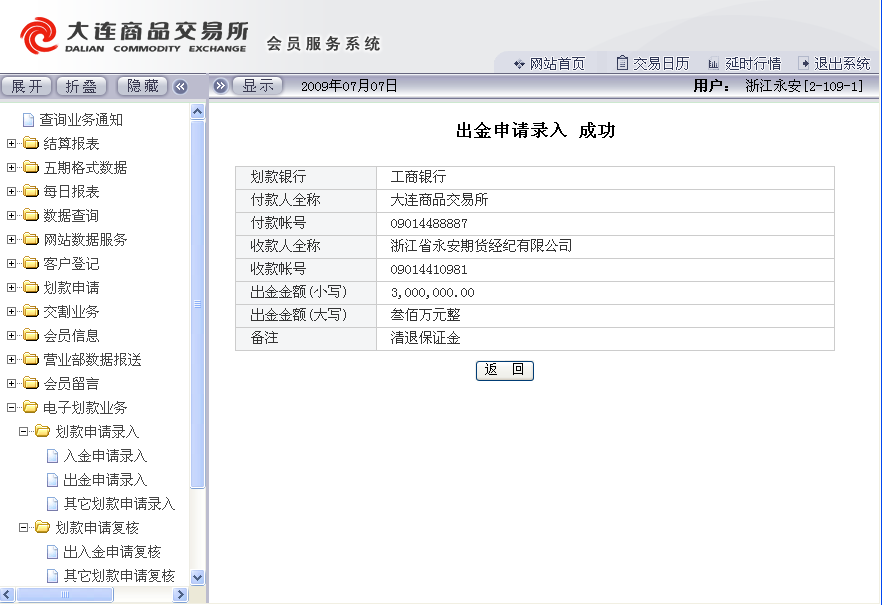 大连商品交易所
DALIAN COMMODITY EXCHANGE
会员服务系统
网站首页 交易日历 延时行情 退出系统
展开 折叠 隐藏 显示 2009年07月07日 用户： 浙江永安[2-109-1]
查询业务通知
结算报表
五期格式数据
每日报表
数据查询
网站数据服务
客户登记
划款申请
交割业务
会员信息
营业部数据报送
会员留言
电子划款业务
划款申请录入
入金申请录入
出金申请录入
其它划款申请录入
划款申请复核
出入金申请复核
其它划款申请复核
出金申请录入 成功
划款银行 工商银行
付款人全称 大连商品交易所
付款帐号 09014488887
收款人全称 浙江省永安期货经纪有限公司
收款帐号 09014410981
出金金额(小写) 3,000,000.00
出金金额(大写) 叁佰万元整
备注 清退保证金
返 回